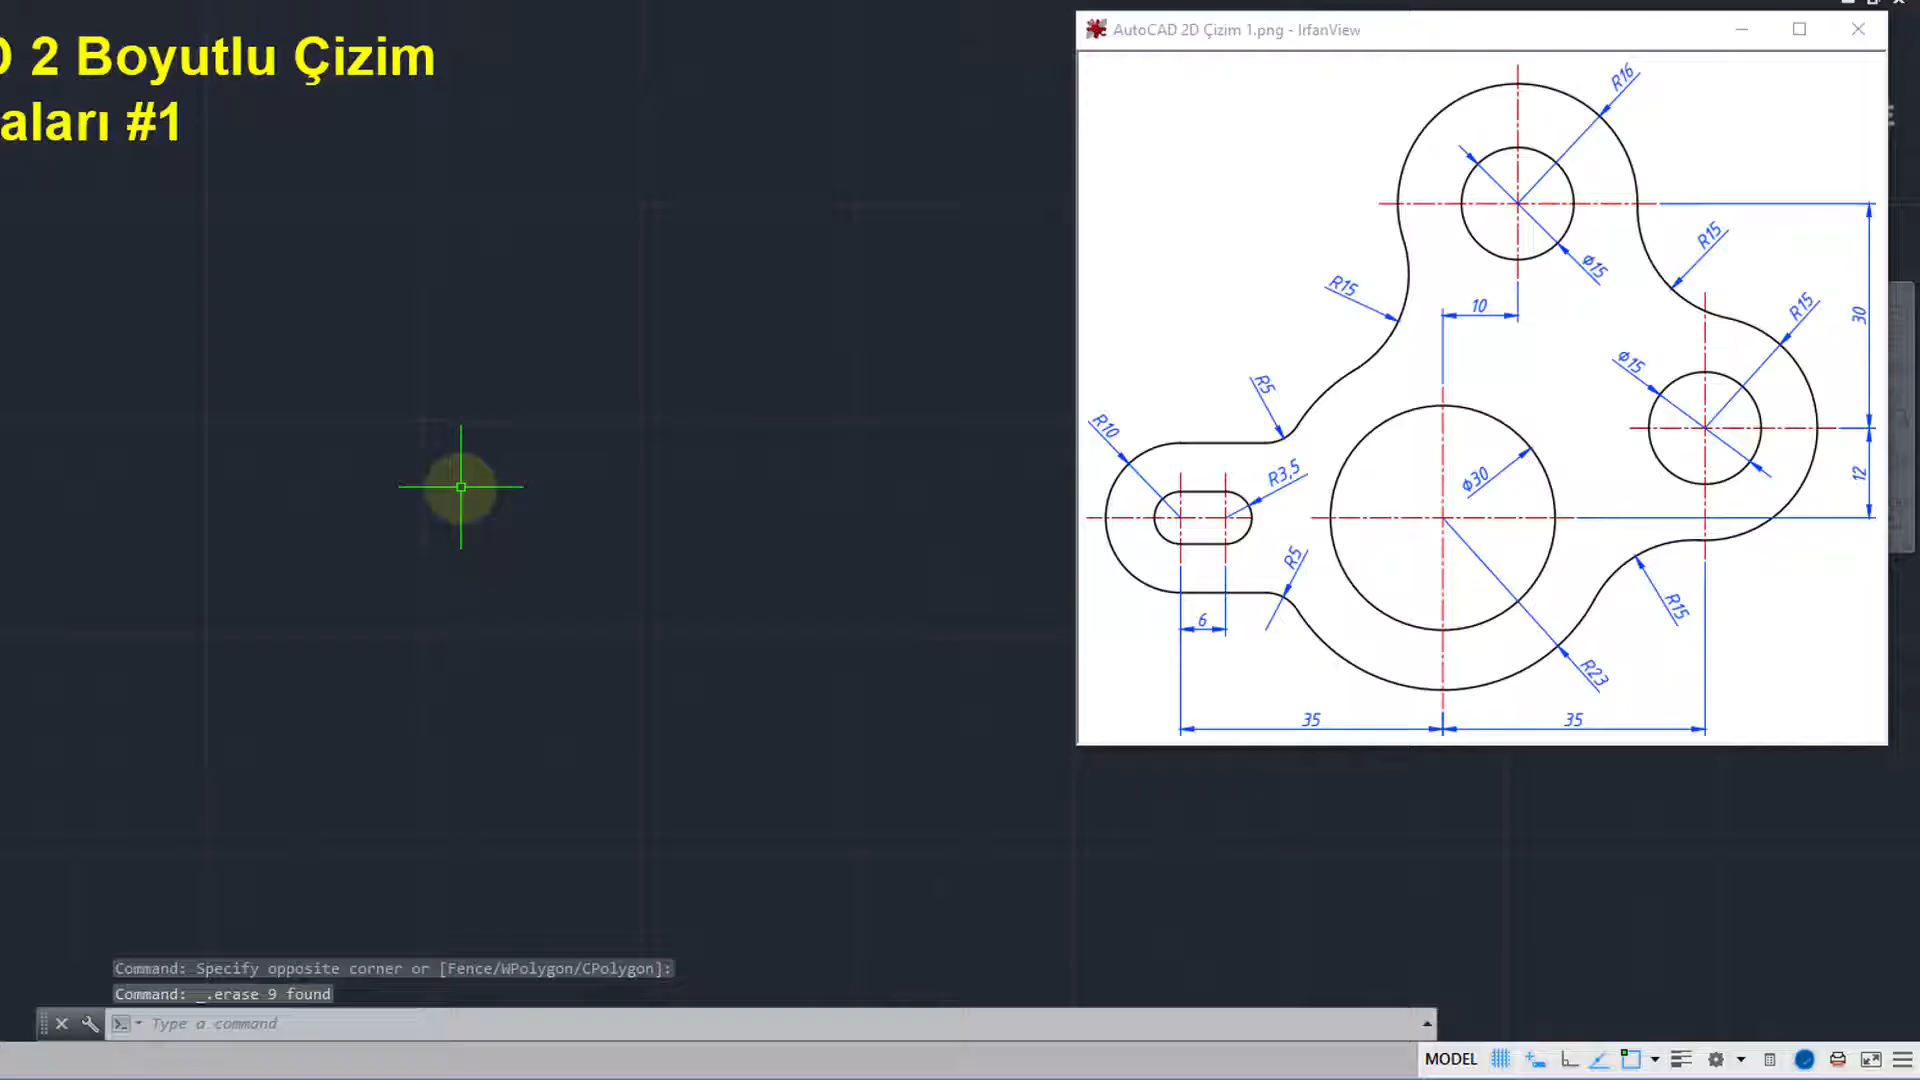 D 2 Boyutlu Çizim
aları #1
AutoCAD 2D Çizim 1.png - IrfanView
R16
R15
ø15
R15
10
R15
30
ø15
R5
R10
R3,5
ø30
12
R5
R15
6
R23
35
35
Command: Specify opposite corner or [Fence/WPolygon/CPolygon]:
Command: _.erase 9 found
Type a command
MODEL